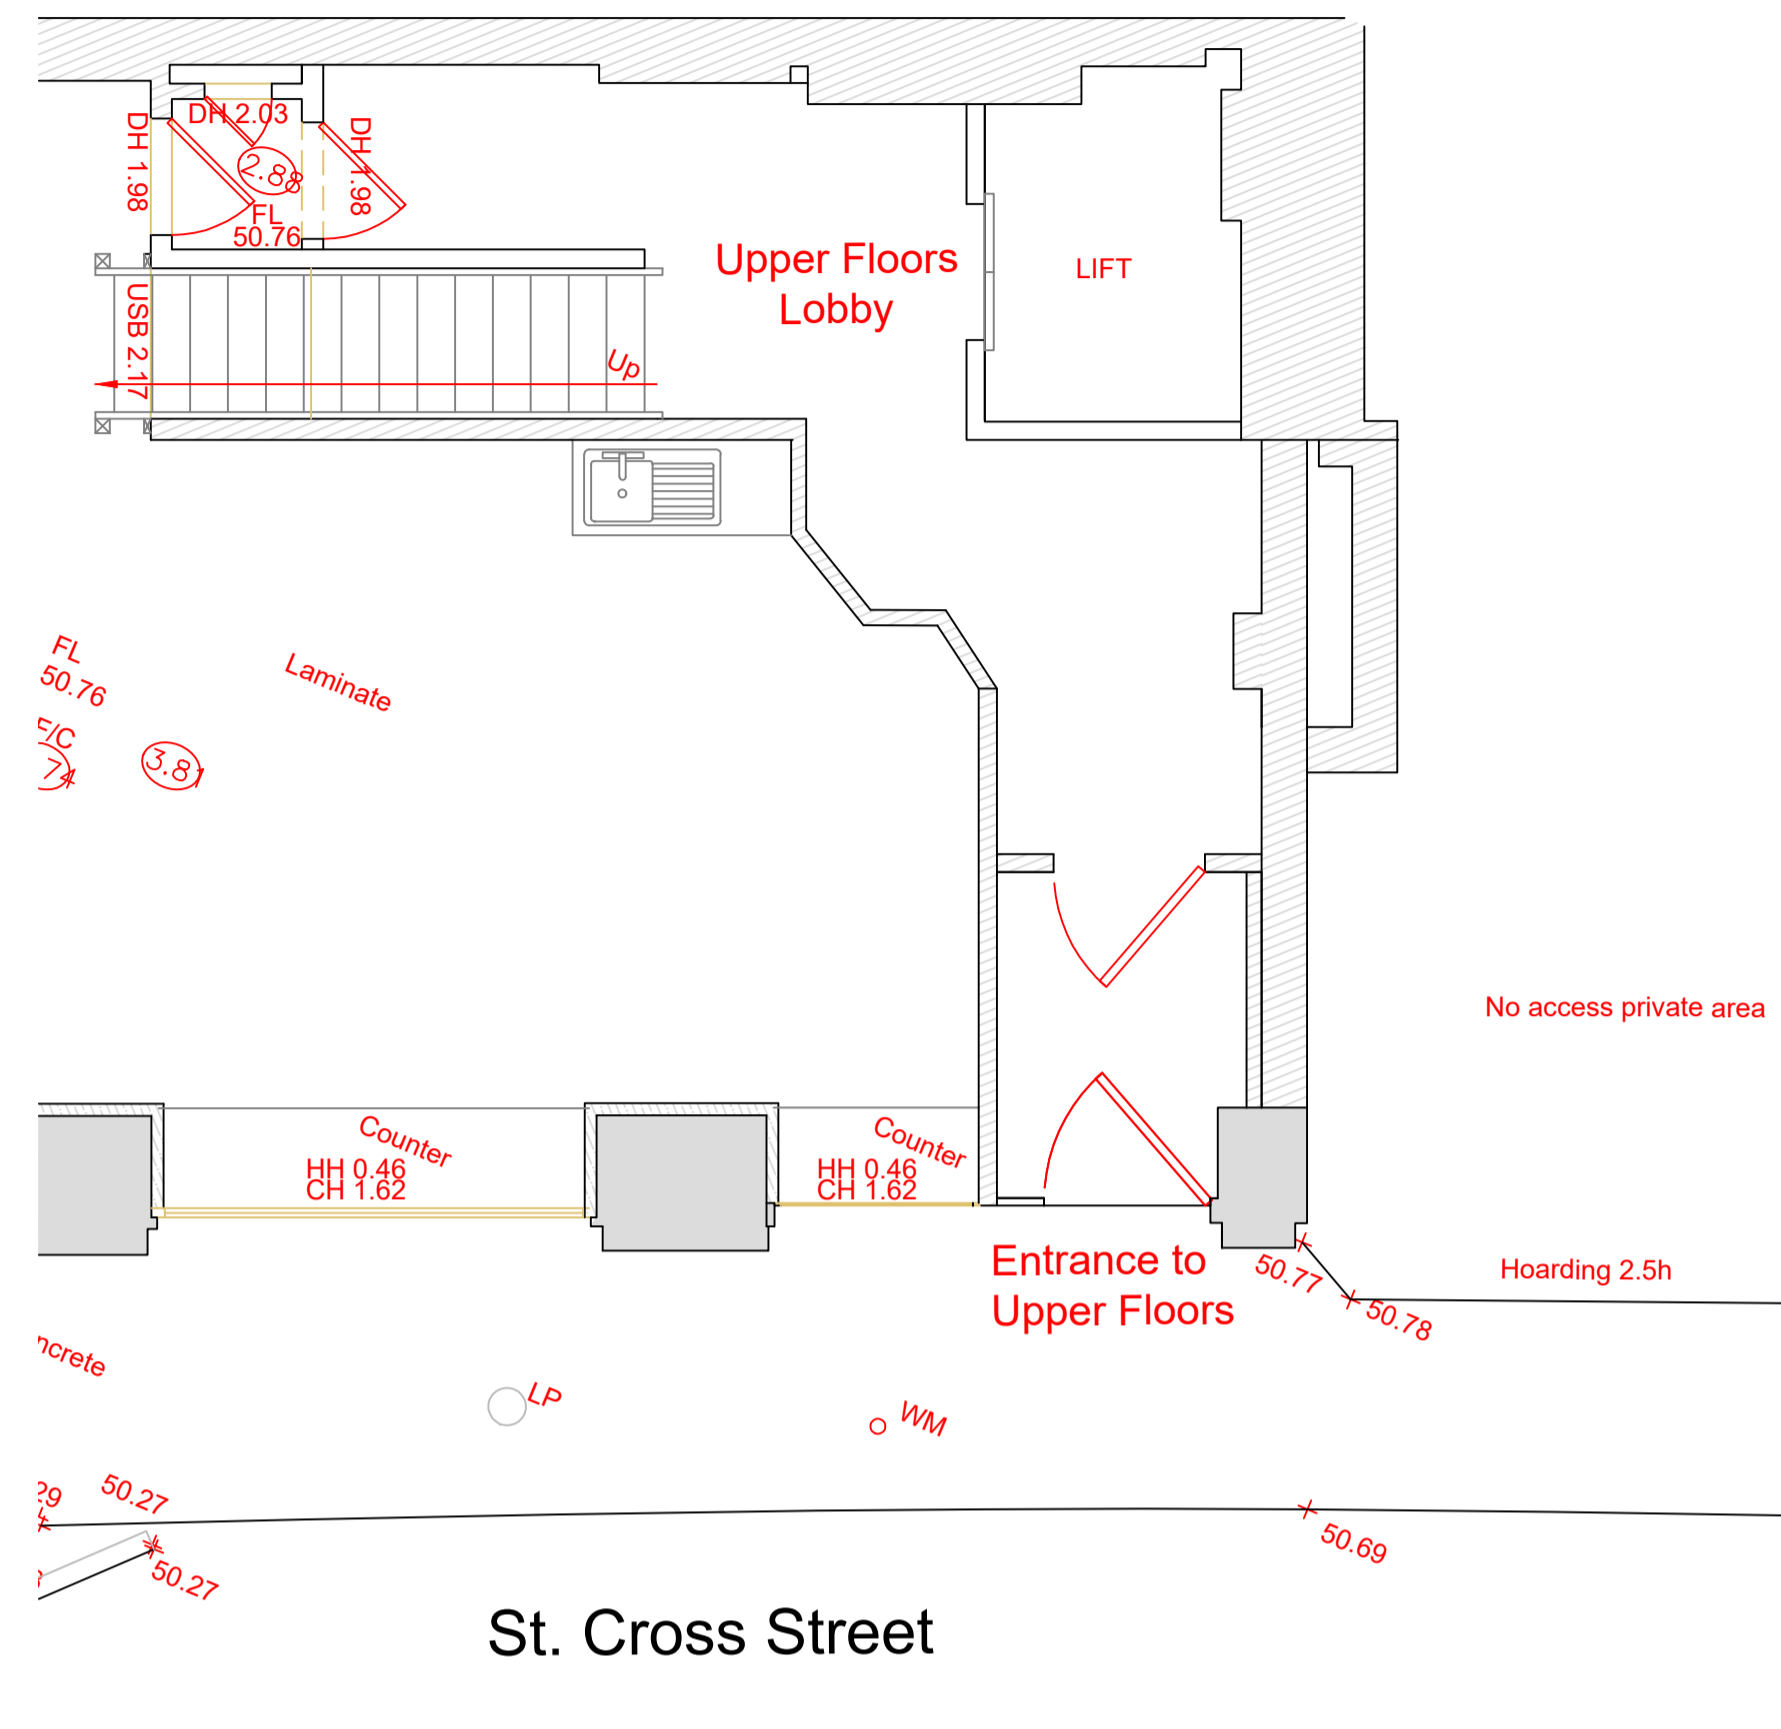 DH 2.03
DH 1.98
DH 1.98
2.88
FL
50.76
USB 2.17
Up
Upper Floors
Lobby
LIFT
FL
50.76
F/C
74
Laminate
3.81
No access private area
Counter
HH 0.46
CH 1.62
Counter
HH 0.46
CH 1.62
Entrance to
Upper Floors
50.77
50.78
Hoarding 2.5h
ncrete
LP
WM
29
50.27
50.27
50.69
St. Cross Street